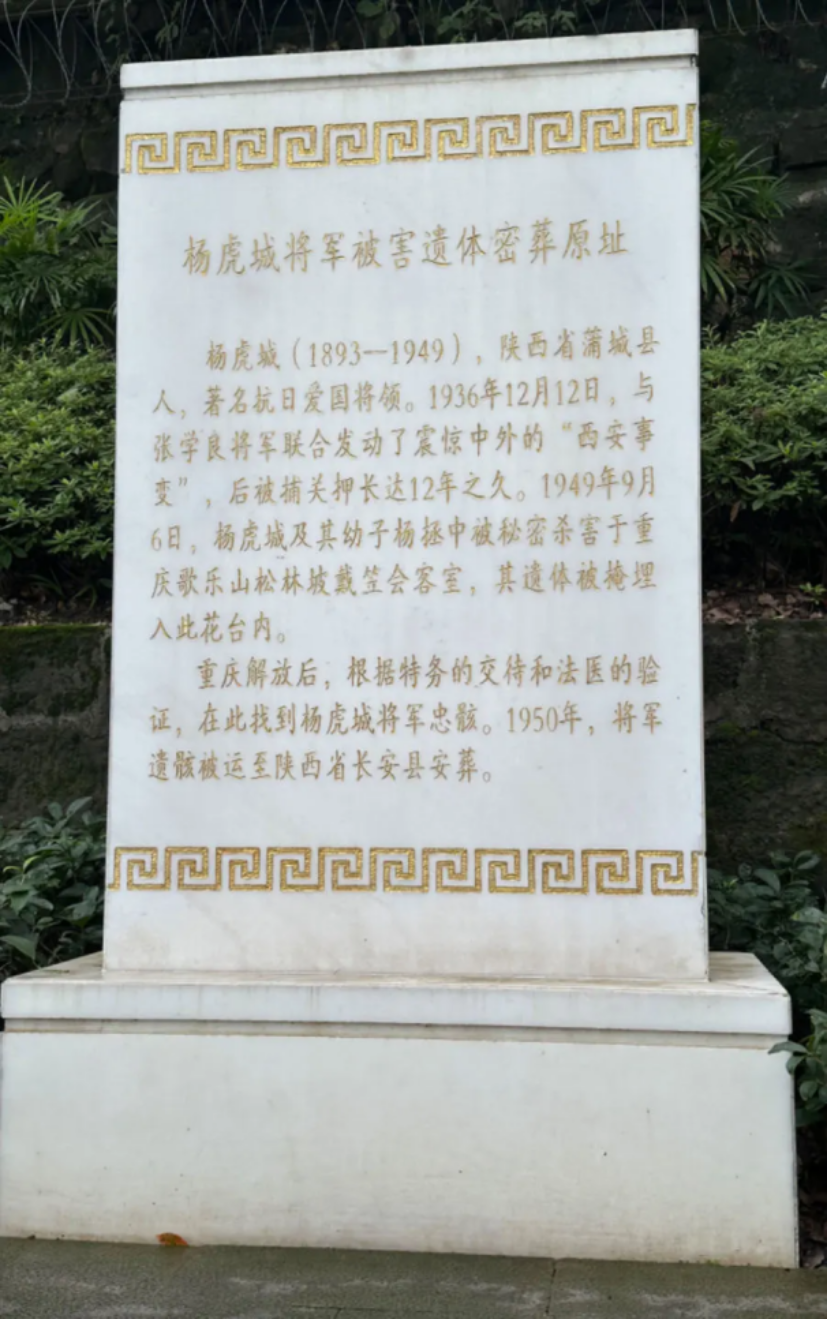 杨虎城将军被害遗体密葬原址
杨虎城（1893—1949），陕西省蒲城县
人，著名抗日爱国将领。1936年12月12日，与
张学良将军联合发动了震惊中外的“西安事
变”，后被捕关押长达12年之久。1949年9月
6日，杨虎城及其幼子杨拯中被秘密杀害于重
庆歌乐山松林坡戴笠会客室，其遗体被掩埋
入此花台内。
重庆解放后，根据特务的交待和法医的验
证，在此找到杨虎城将军忠骸。1950年，将军
遗骸被运至陕西省长安县安葬。